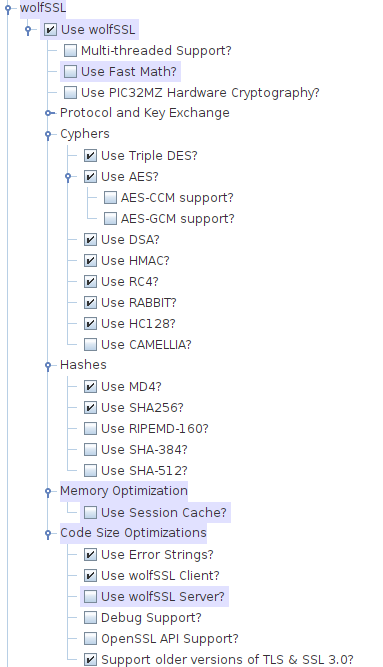 wolfSSL
Use wolfSSL
Multi-threaded Support?
Use Fast Math?
Use PIC32MZ Hardware Cryptography?
Protocol and Key Exchange
Cyphers
Use Triple DES?
Use AES?
AES-CCM support?
AES-GCM support?
Use DSA?
Use HMAC?
Use RC4?
Use RABBIT?
Use HC128?
Use CAMELLIA?
Hashes
Use MD4?
Use SHA256?
Use RIPEMD-160?
Use SHA-384?
Use SHA-512?
Memory Optimization
Use Session Cache?
Code Size Optimizations
Use Error Strings?
Use wolfSSL Client?
Use wolfSSL Server?
Debug Support?
OpenSSL API Support?
Support older versions of TLS & SSL 3.0?